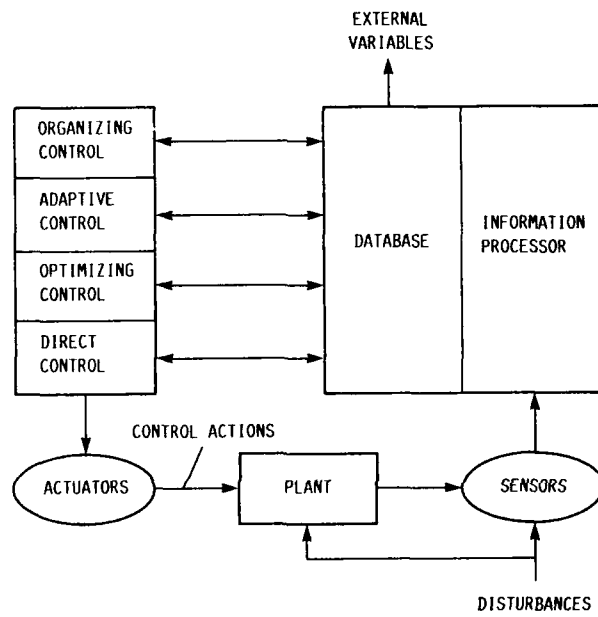 EXTERNAL
VARIABLES
ORGANIZING
CONTROL
ADAPTIVE
CONTROL
OPTIMIZING
CONTROL
DIRECT
CONTROL
DATABASE
INFORMATION
PROCESSOR
CONTROL ACTIONS
ACTUATORS
PLANT
SENSORS
DISTURBANCES